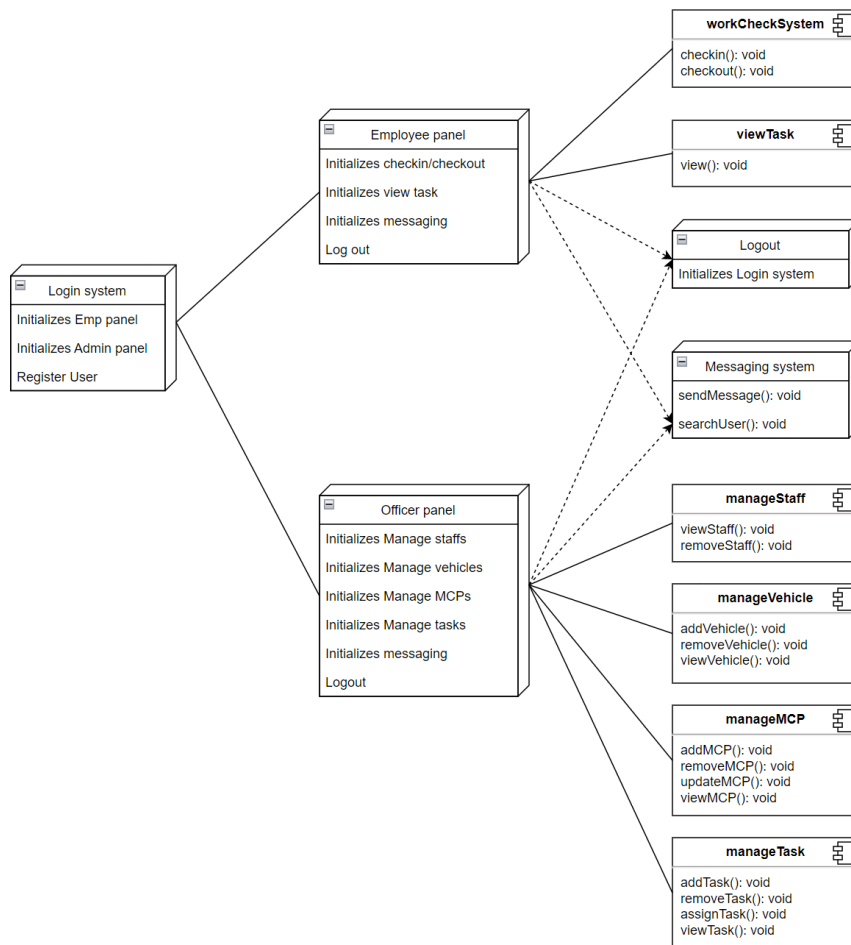 workCheckSystem
checkin(): void
checkout(): void
viewTask
view(): void
Employee panel
Initializes checkin/checkout
Initializes view task
Initializes messaging
Log out
Logout
Initializes Login system
Login system
Initializes Emp panel
Initializes Admin panel
Register User
Messaging system
sendMessage(): void
searchUser(): void
Officer panel
Initializes Manage staffs
Initializes Manage vehicles
Initializes Manage MCPs
Initializes Manage tasks
Initializes messaging
Logout
manageStaff
viewStaff(): void
removeStaff(): void
manageVehicle
addVehicle(): void
removeVehicle(): void
viewVehicle(): void
manageMCP
addMCP(): void
removeMCP(): void
updateMCP(): void
viewMCP(): void
manageTask
addTask(): void
removeTask(): void
assignTask(): void
viewTask(): void